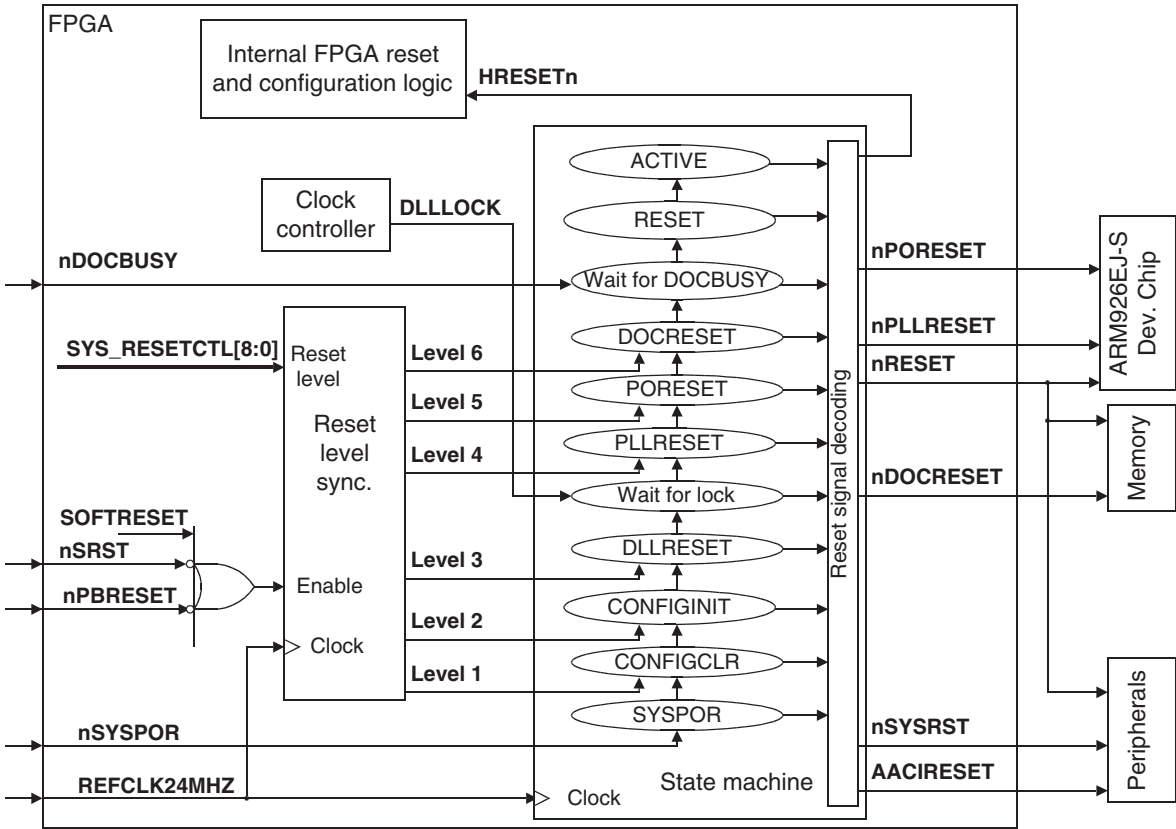 FPGA
Internal FPGA reset
and configuration logic
HRESETn
ACTIVE
Clock
controller
DLLLOCK
RESET
nDOCBUSY
Wait for DOCBUSY
nPORESET
ARM926EJ-S
Dev. Chip
SYS_RESETCTL[8:0]
Reset
level
Level 6
DOCRESET
nPLLRESET
nRESET
Level 5
PORESET
Reset
level
sync.
Level 4
PLLRESET
Reset signal decoding
Memory
Wait for lock
nDOCRESET
SOFTRESET
nSRST
nPBRESET
Enable
Level 3
DLLRESET
Level 2
CONFIGINIT
Clock
Level 1
CONFIGCLR
SYSPOR
nSYSPOR
nSYSRST
Peripherals
REFCLK24MHZ
Clock
State machine
AACIRESET